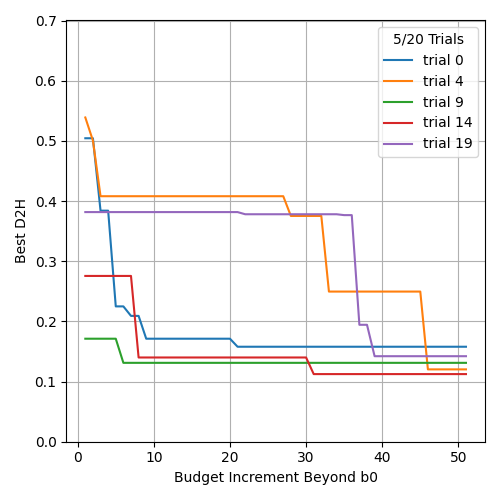 5/20 Trials
trial 0
trial 4
trial 9
trial 14
trial 19
0.7
0.6
0.5
0.4
0.3
0.2
0.1
0.0
Best D2H
0 10 20 30 40 50
Budget Increment Beyond b0